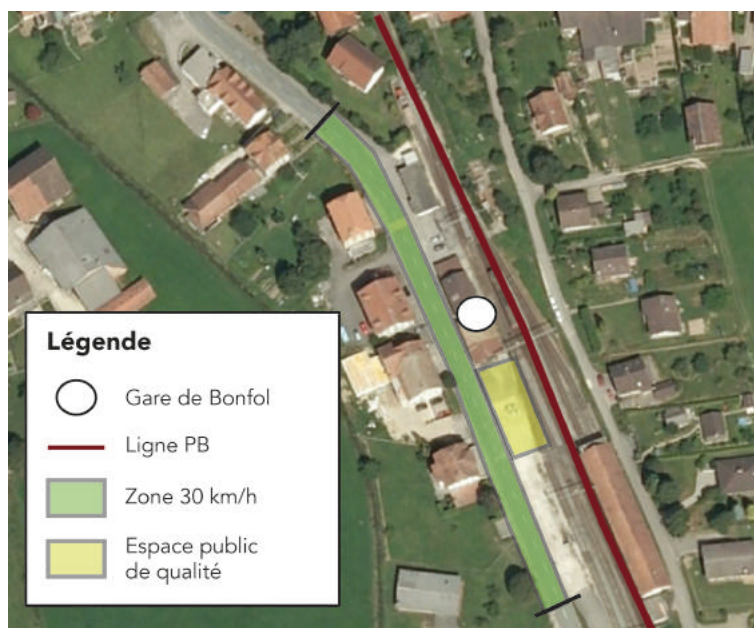 Légende
Gare de Bonfol
Ligne PB
Zone 30 km/h
Espace public
de qualité